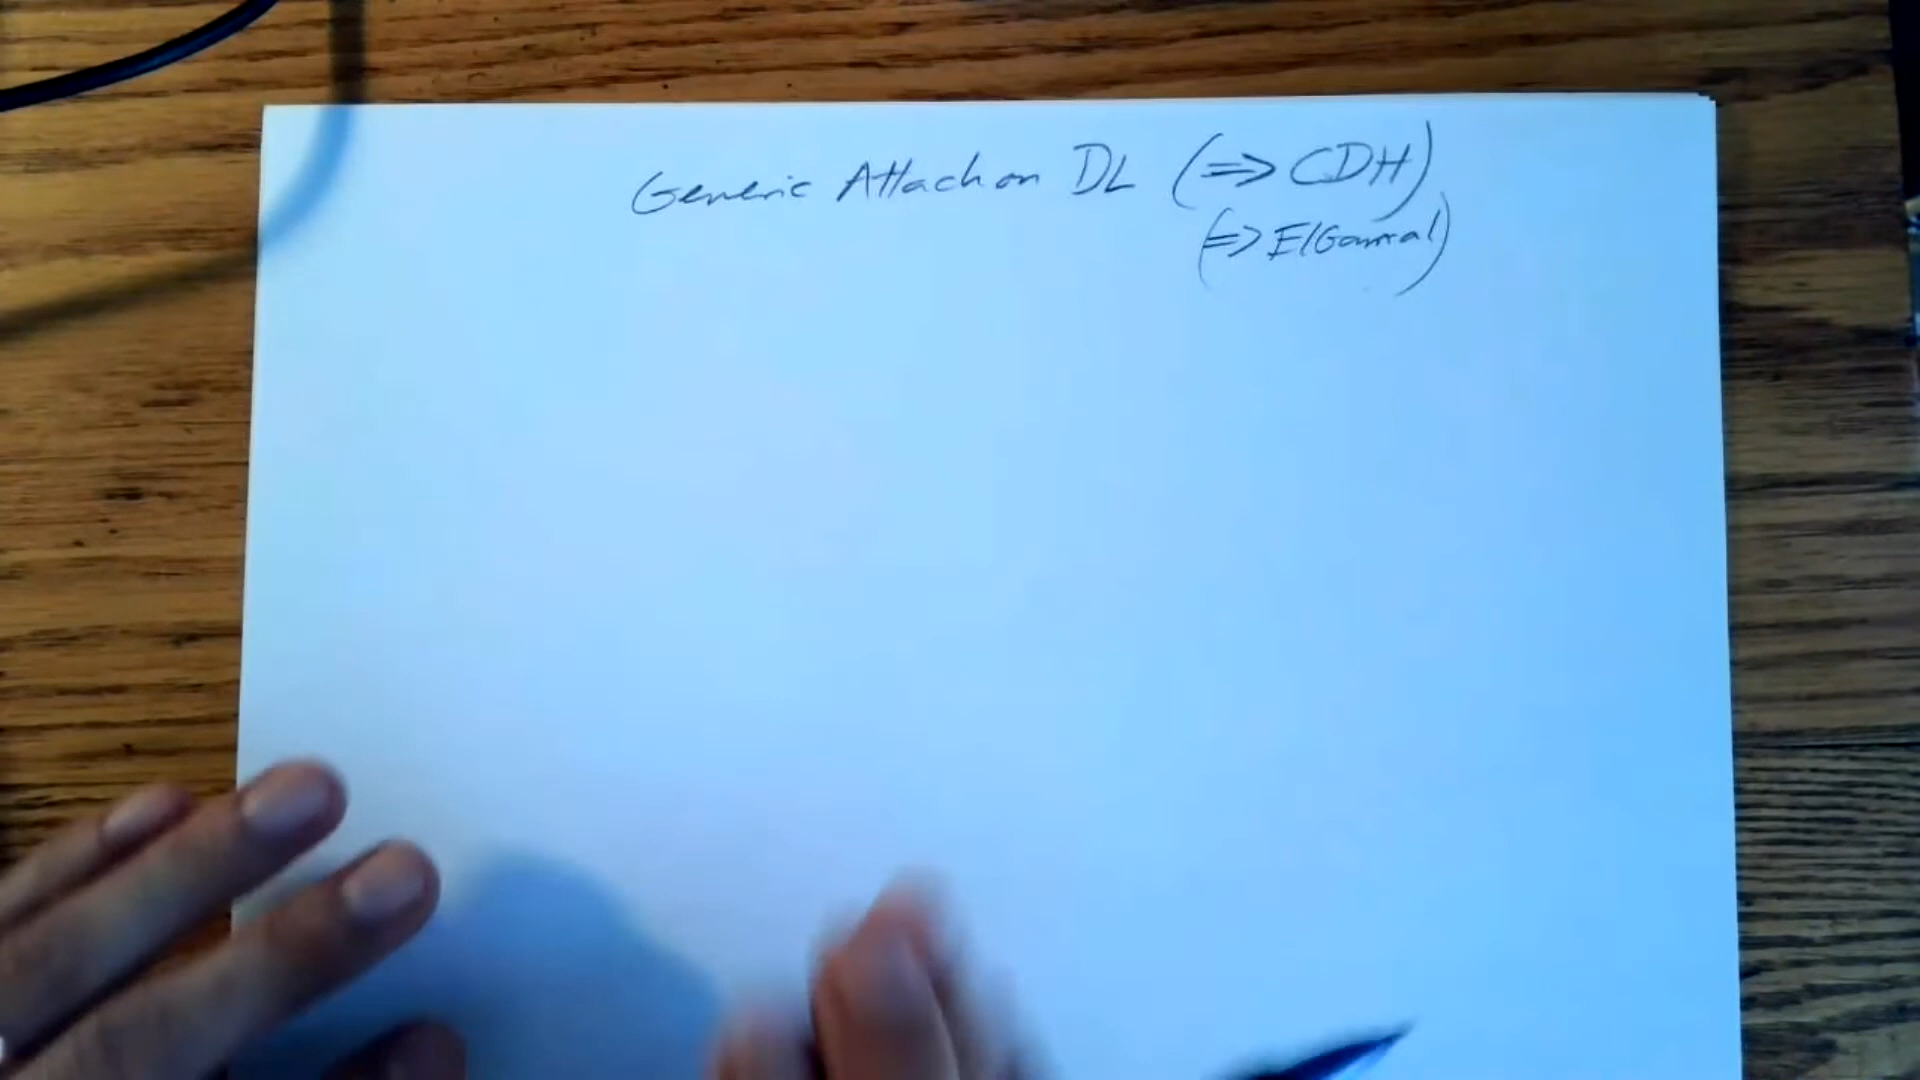 Generic Attack on DL (⇒ CDH)
(⇒ ElGamal)